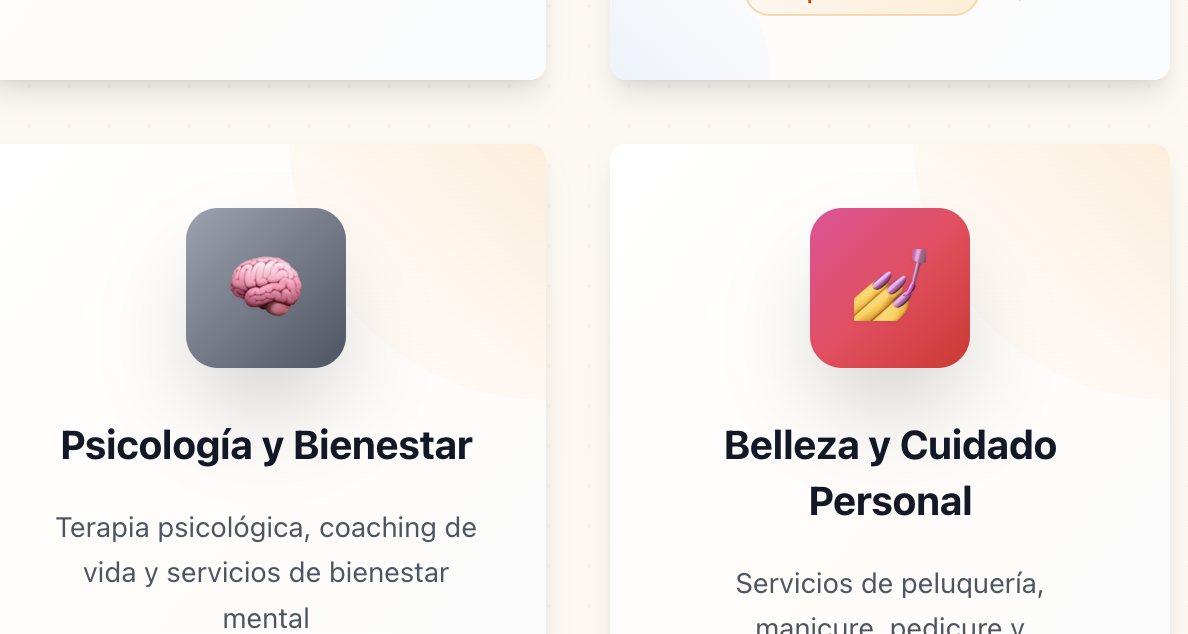 Psicología y Bienestar
Terapia psicológica, coaching de
vida y servicios de bienestar
mental
Belleza y Cuidado
Personal
Servicios de peluquería,
manicure, pedicure y